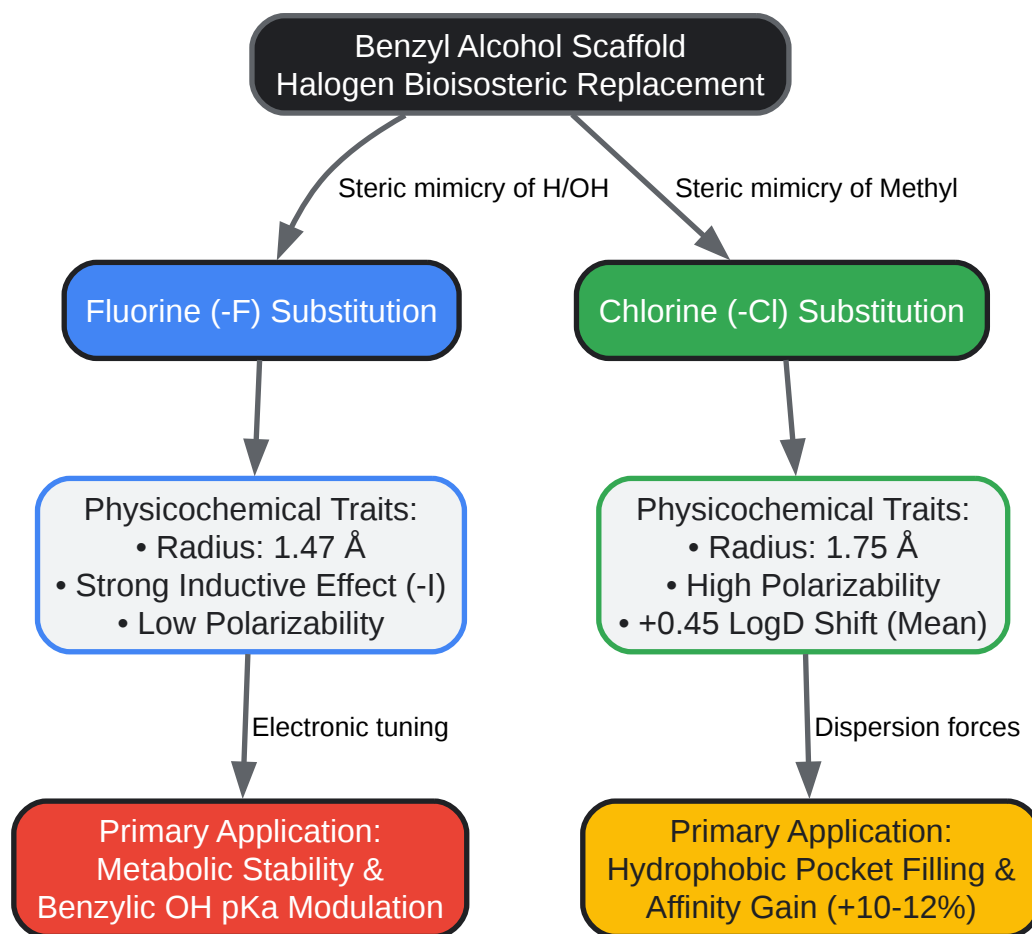 Benzyl Alcohol Scaffold
Halogen Bioisosteric Replacement
Steric mimicry of H/OH
Steric mimicry of Methyl
Fluorine (-F) Substitution
Chlorine (-Cl) Substitution
Physicochemical Traits:
• Radius: 1.47 Å
• Strong Inductive Effect (-I)
• Low Polarizability
Physicochemical Traits:
• Radius: 1.75 Å
• High Polarizability
• +0.45 LogD Shift (Mean)
Electronic tuning
Dispersion forces
Primary Application:
Metabolic Stability &
Benzylic OH pKa Modulation
Primary Application:
Hydrophobic Pocket Filling &
Affinity Gain (+10-12%)